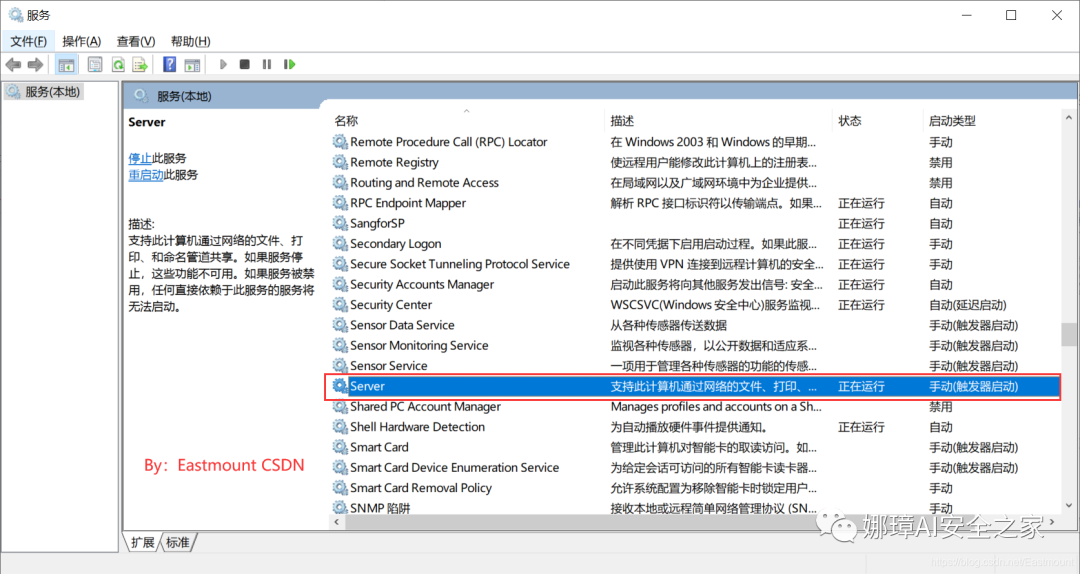 服务
文件(F) 操作(A) 查看(V) 帮助(H)
服务(本地)
服务(本地)
Server
停止此服务
重启动此服务
描述:
支持此计算机通过网络的文件、打
印、和命名管道共享。如果服务停
止，这些功能不可用。如果服务被禁
用，任何直接依赖于此服务的服务将
无法启动。
名称 描述 状态 启动类型
Remote Procedure Call (RPC) Locator 在 Windows 2003 和 Windows 的早期... 手动
Remote Registry 使远程用户能修改此计算机上的注册表... 禁用
Routing and Remote Access 在局域网以及广域网环境中为企业提供... 禁用
RPC Endpoint Mapper 解析 RPC 接口标识符以传输端点。如果... 正在运行 自动
SangforSP 正在运行 自动
Secondary Logon 在不同凭据下启用启动过程。如果此服... 正在运行 手动
Secure Socket Tunneling Protocol Service 提供使用 VPN 连接到远程计算机的安全... 正在运行 手动
Security Accounts Manager 启动此服务将向其他服务发出信号: 安全... 正在运行 自动
Security Center WSCSVC(Windows 安全中心)服务监视... 正在运行 自动(延迟启动)
Sensor Data Service 从各种传感器传送数据 手动(触发器启动)
Sensor Monitoring Service 监视各种传感器，以公开数据和适应系... 手动(触发器启动)
Sensor Service 一项用于管理各种传感器的功能的传感... 手动(触发器启动)
Server 支持此计算机通过网络的文件、打印、... 正在运行 手动(触发器启动)
Shared PC Account Manager Manages profiles and accounts on a Sh... 禁用
Shell Hardware Detection 为自动播放硬件事件提供通知。 正在运行 自动
Smart Card 管理此计算机对智能卡的取读访问。如... 手动(触发器启动)
Smart Card Device Enumeration Service 为给定会话可访问的所有智能卡读卡器... 手动(触发器启动)
Smart Card Removal Policy 允许系统配置为移除智能卡时锁定用户... 手动
SNMP 陷阱 接收本地或远程简单网络管理协议 (SN... 手动
By：Eastmount CSDN
娜璋AI安全之家
扩展 标准
https://blog.csdn.net/Eastmount